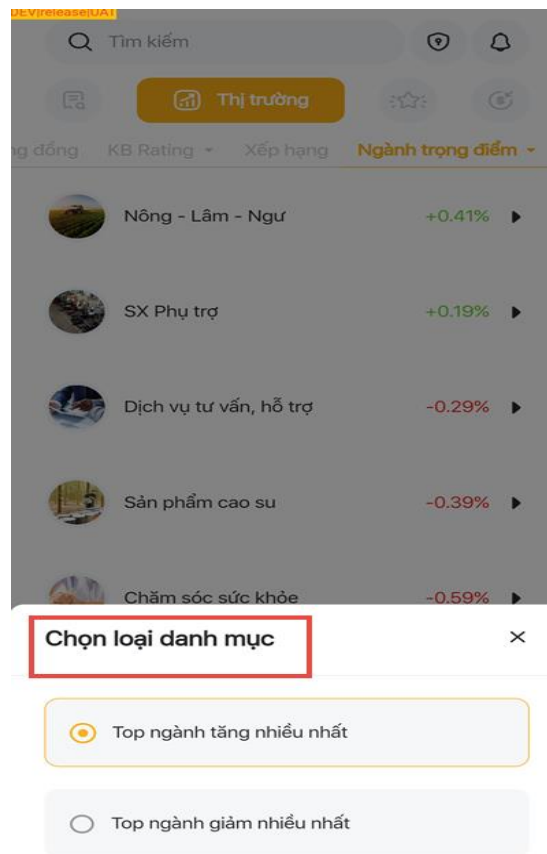 DEV|release|UAT
Tìm kiếm
Thị trường
ng đồng KB Rating Xếp hạng Ngành trọng điểm
Nông - Lâm - Ngư +0.41%
SX Phụ trợ +0.19%
Dịch vụ tư vấn, hỗ trợ -0.29%
Sản phẩm cao su -0.39%
Chăm sóc sức khỏe -0.59%
Chọn loại danh mục
Top ngành tăng nhiều nhất
Top ngành giảm nhiều nhất